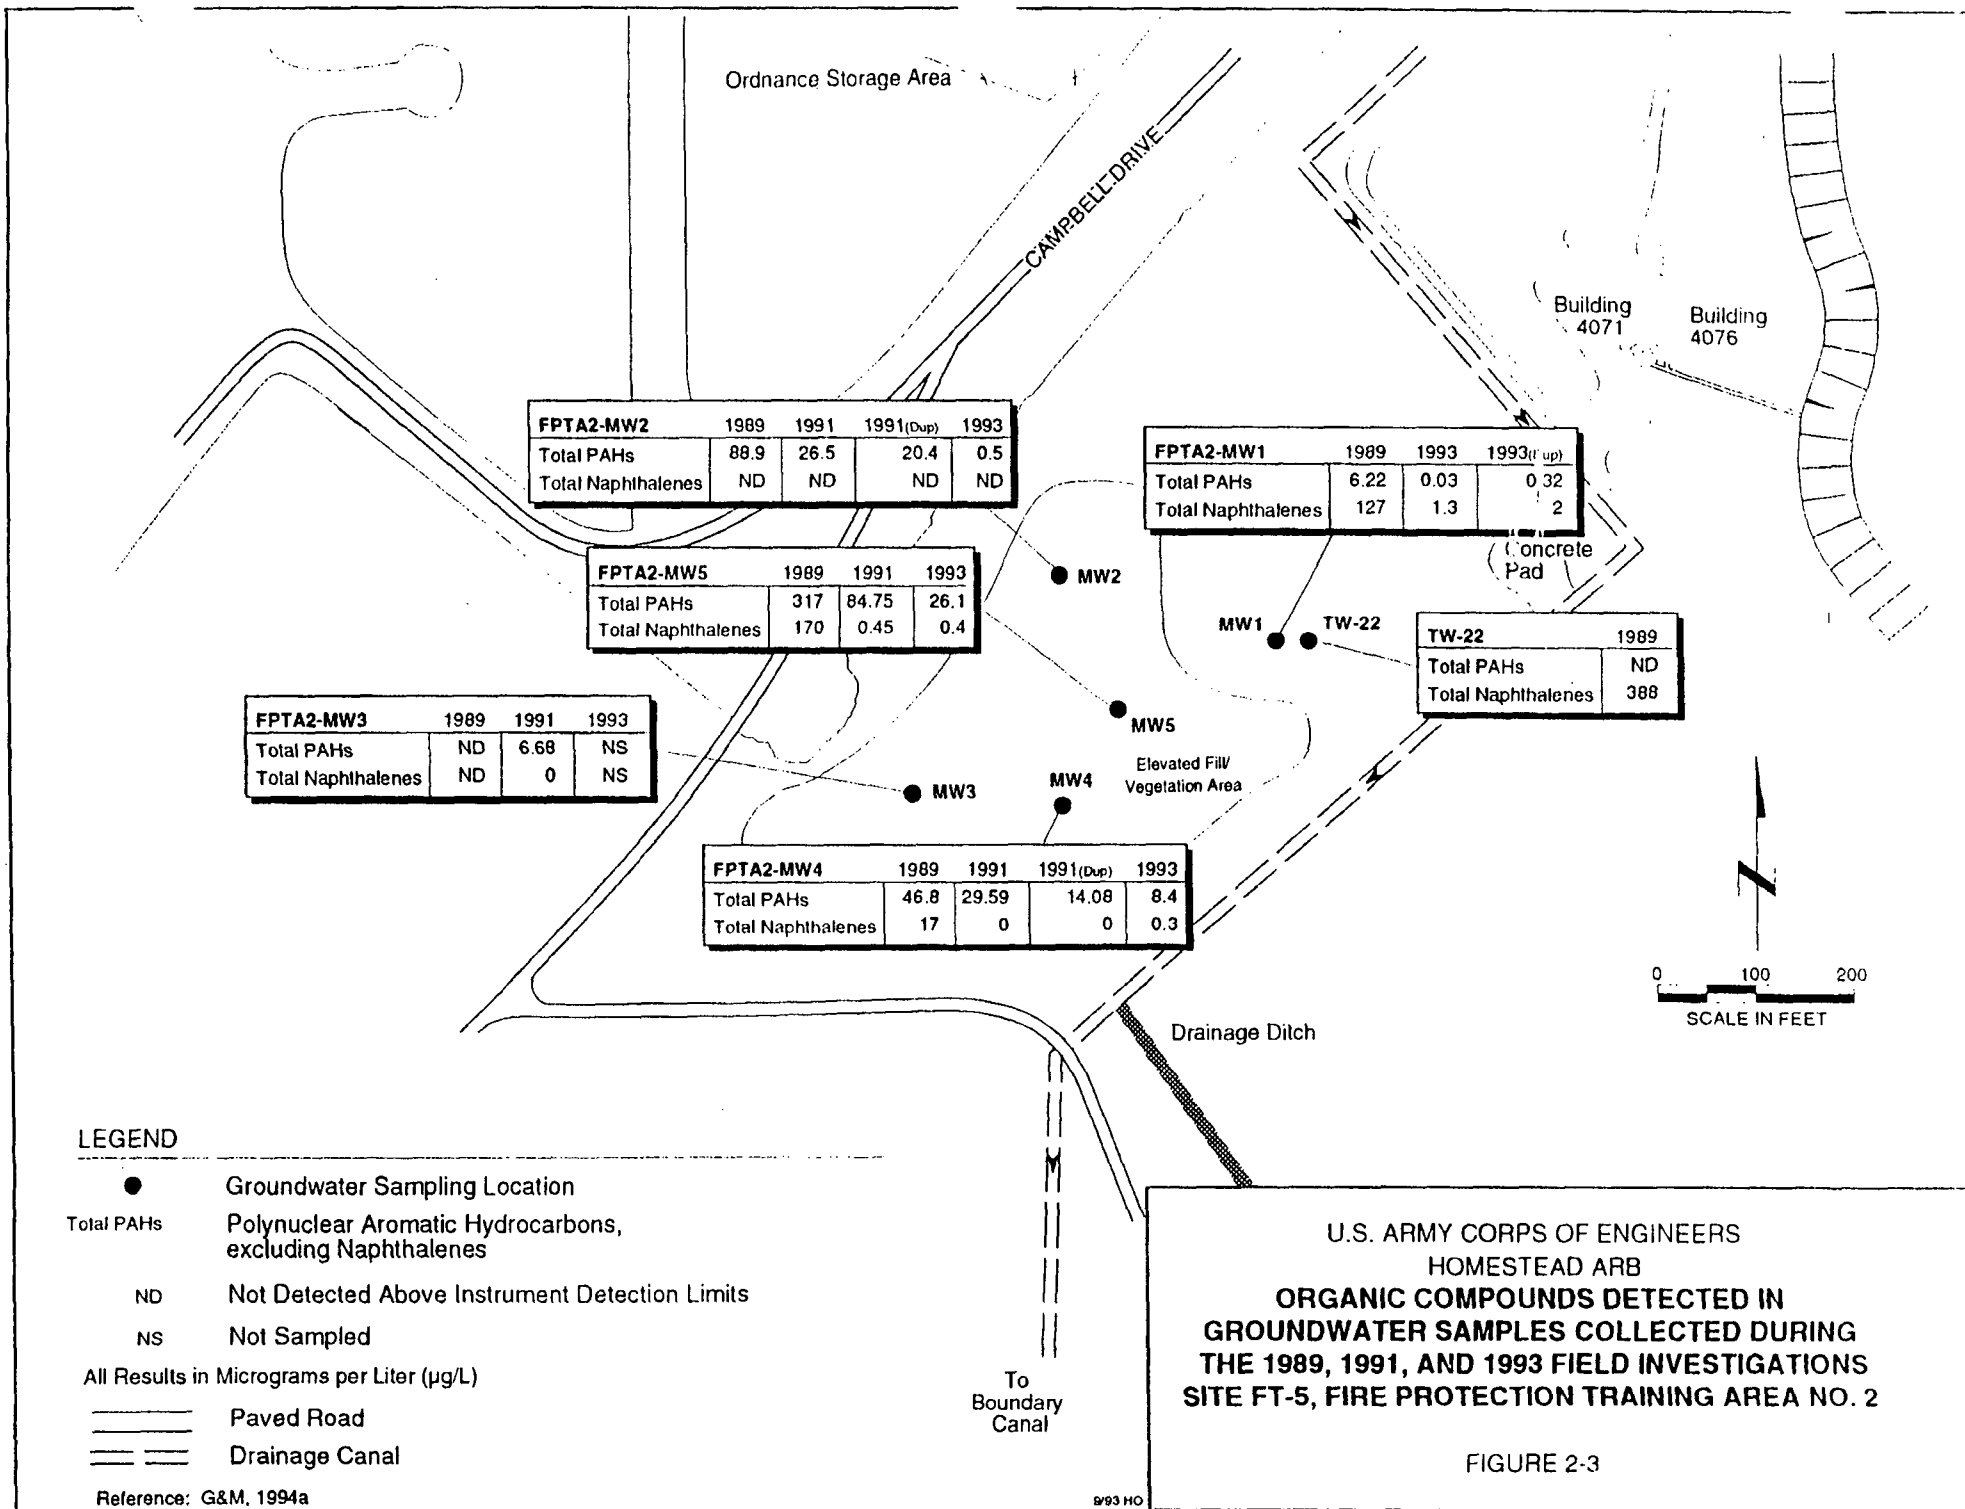 Ordnance Storage Area
CAMPBELL DRIVE
Building
4071
Building
4076
FPTA2-MW2 1989 1991 1991(Dup) 1993
Total PAHs 88.9 26.5 20.4 0.5
Total Naphthalenes ND ND ND ND
FPTA2-MW1 1989 1993 1993(Dup)
Total PAHs 6.22 0.03 0.32
Total Naphthalenes 127 1.3 2
Concrete
Pad
FPTA2-MW5 1989 1991 1993
Total PAHs 317 84.75 26.1
Total Naphthalenes 170 0.45 0.4
MW2
MW1
TW-22
TW-22 1989
Total PAHs ND
Total Naphthalenes 388
MW5
FPTA2-MW3 1989 1991 1993
Total PAHs ND 6.68 NS
Total Naphthalenes ND 0 NS
MW3
MW4
Elevated Fill/
Vegetation Area
FPTA2-MW4 1989 1991 1991(Dup) 1993
Total PAHs 46.8 29.59 14.08 8.4
Total Naphthalenes 17 0 0 0.3
N
0 100 200
SCALE IN FEET
Drainage Ditch
To
Boundary
Canal
LEGEND
Groundwater Sampling Location
Total PAHs Polynuclear Aromatic Hydrocarbons,
excluding Naphthalenes
ND Not Detected Above Instrument Detection Limits
NS Not Sampled
All Results in Micrograms per Liter (µg/L)
Paved Road
Drainage Canal
Reference: G&M, 1994a
9/93 HO
U.S. ARMY CORPS OF ENGINEERS
HOMESTEAD ARB
ORGANIC COMPOUNDS DETECTED IN
GROUNDWATER SAMPLES COLLECTED DURING
THE 1989, 1991, AND 1993 FIELD INVESTIGATIONS
SITE FT-5, FIRE PROTECTION TRAINING AREA NO. 2
FIGURE 2-3